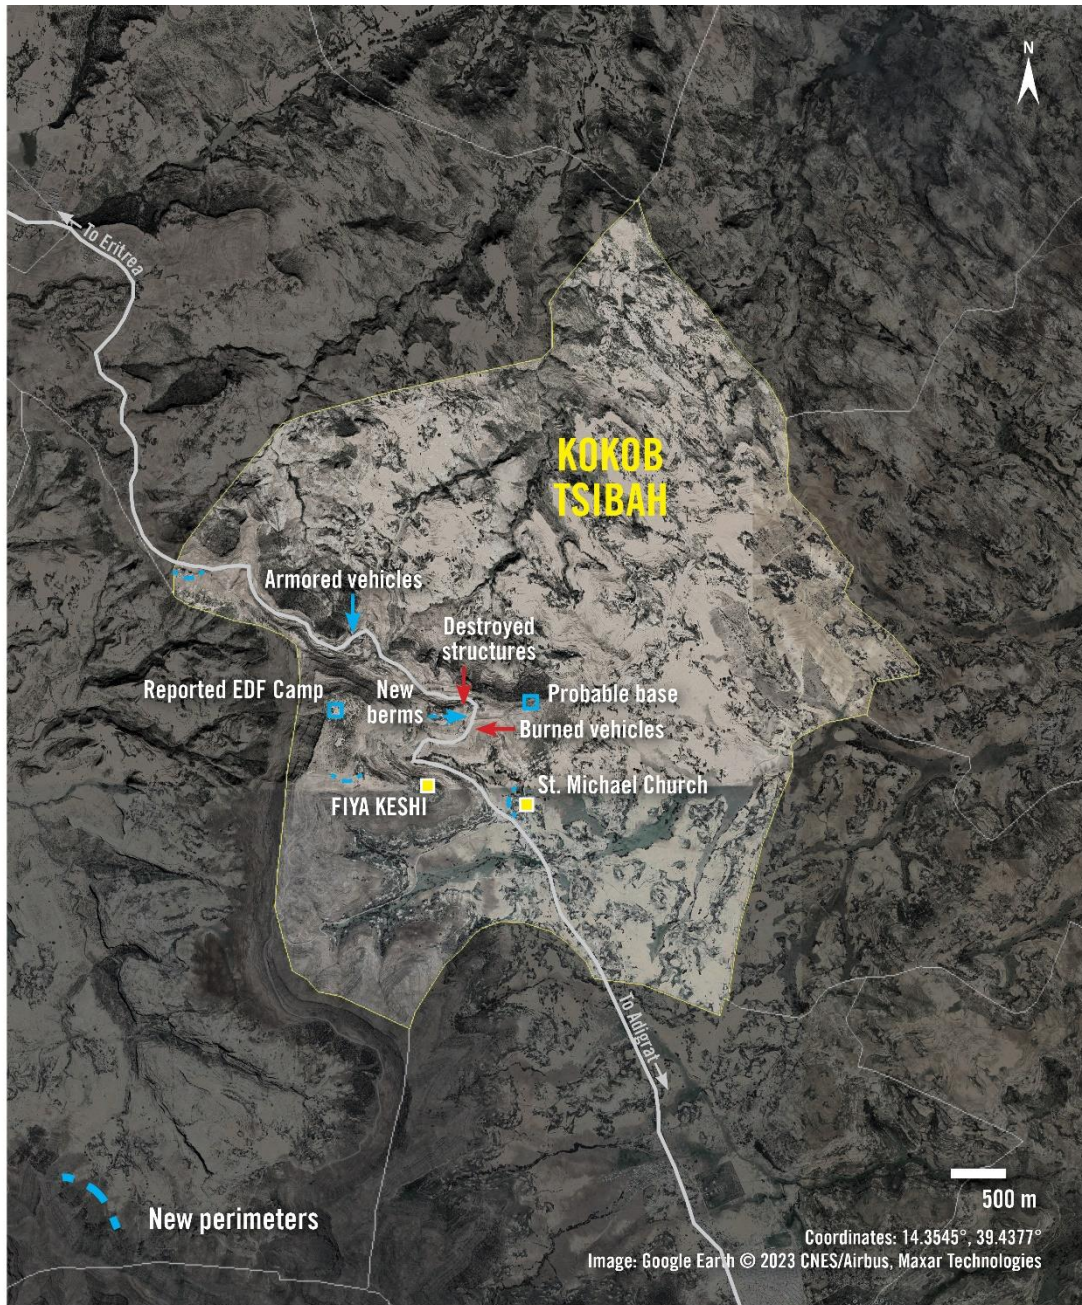 N
To Eritrea
KOKOB
TSIBAH
Armored vehicles
Destroyed
structures
Reported EDF Camp
New
berms
Probable base
Burned vehicles
St. Michael Church
FIYA KESHI
To Adigrat
500 m
New perimeters
Coordinates: 14.3545°, 39.4377°
Image: Google Earth © 2023 CNES/Airbus, Maxar Technologies